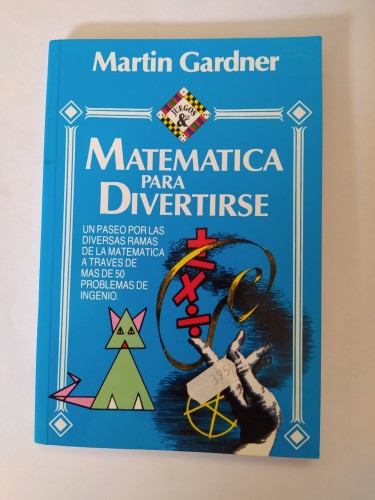 Martin Gardner
JUEGOS
&
MATEMATICA
PARA
DIVERTIRSE
UN PASEO POR LAS
DIVERSAS RAMAS
DE LA MATEMATICA
A TRAVES DE
MAS DE 50
PROBLEMAS DE
INGENIO.
± × ÷
395